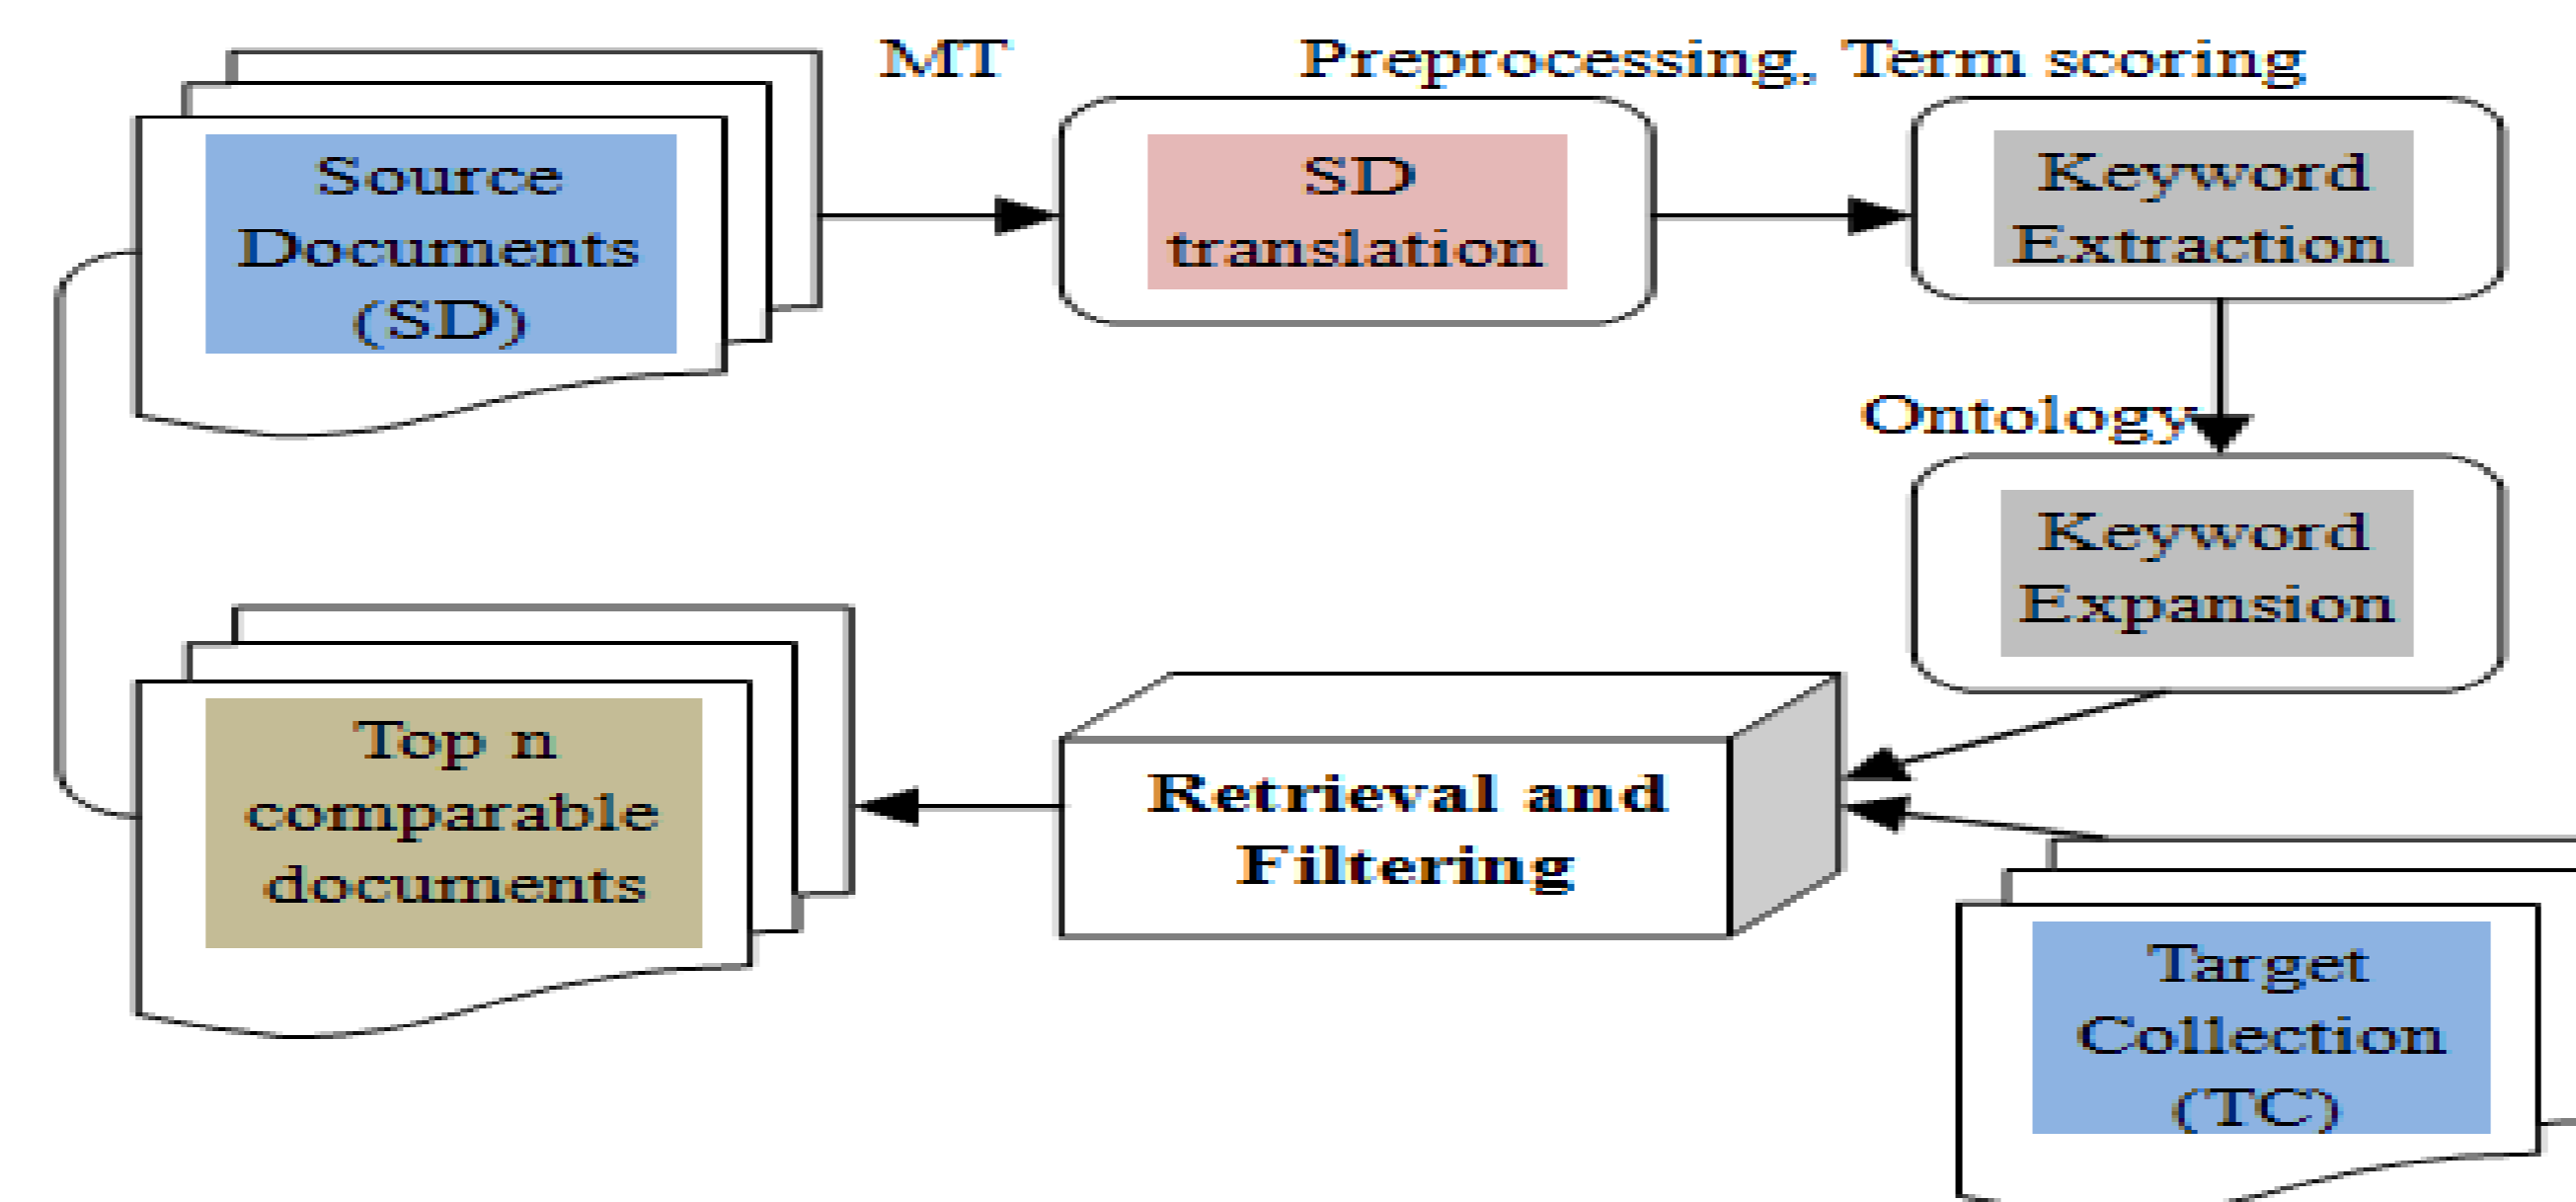 MT
Preprocessing, Term scoring
Source
Documents
(SD)
SD
translation
Keyword
Extraction
Ontology
Keyword
Expansion
Top n
comparable
documents
Retrieval and
Filtering
Target
Collection
(TC)